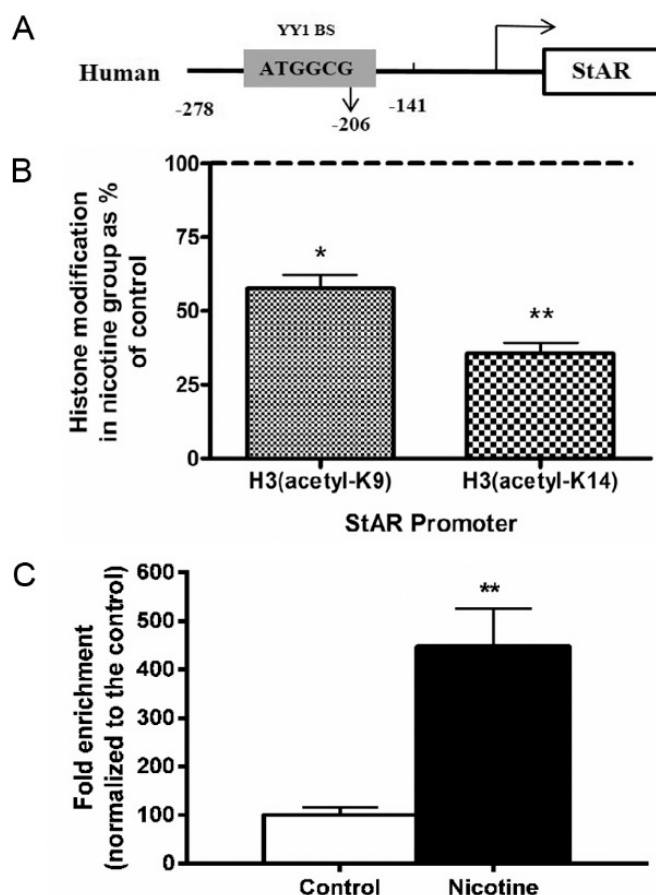 A
YY1 BS
Human
ATGGCG
StAR
-278
-206
-141
B
Histone modification
in nicotine group as %
of control
100
75
50
25
0
*
**
H3(acetyl-K9)
H3(acetyl-K14)
StAR Promoter
C
Fold enrichment
(normalized to the control)
600
500
400
300
200
100
0
**
Control
Nicotine